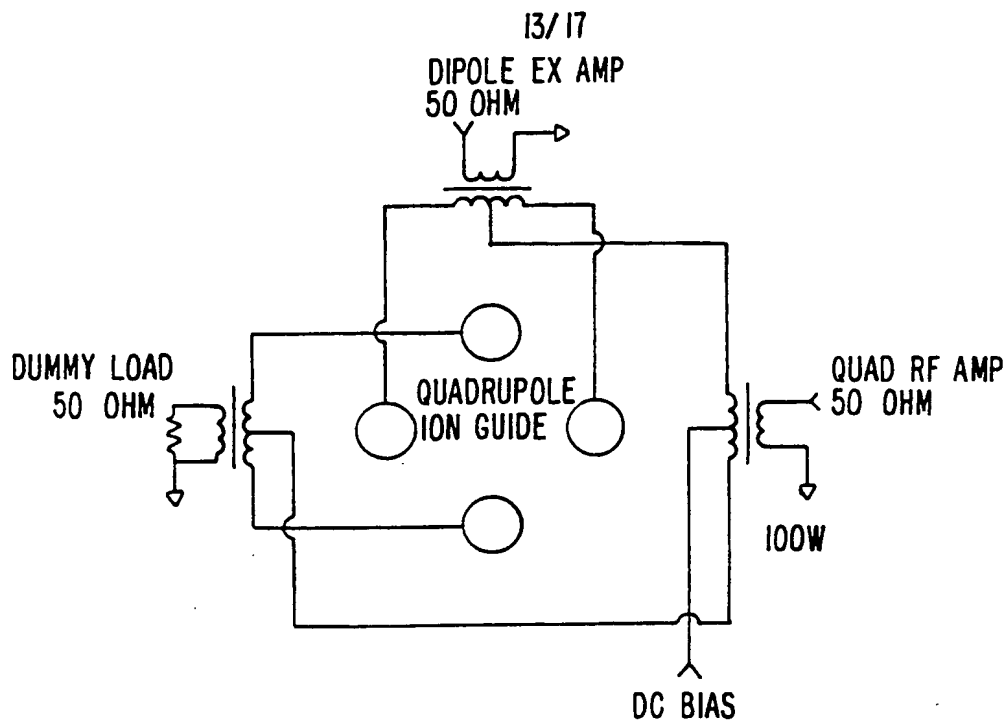 13/17
DIPOLE EX AMP
50 OHM
DUMMY LOAD
50 OHM
QUADRUPOLE
ION GUIDE
QUAD RF AMP
50 OHM
100W
DC BIAS